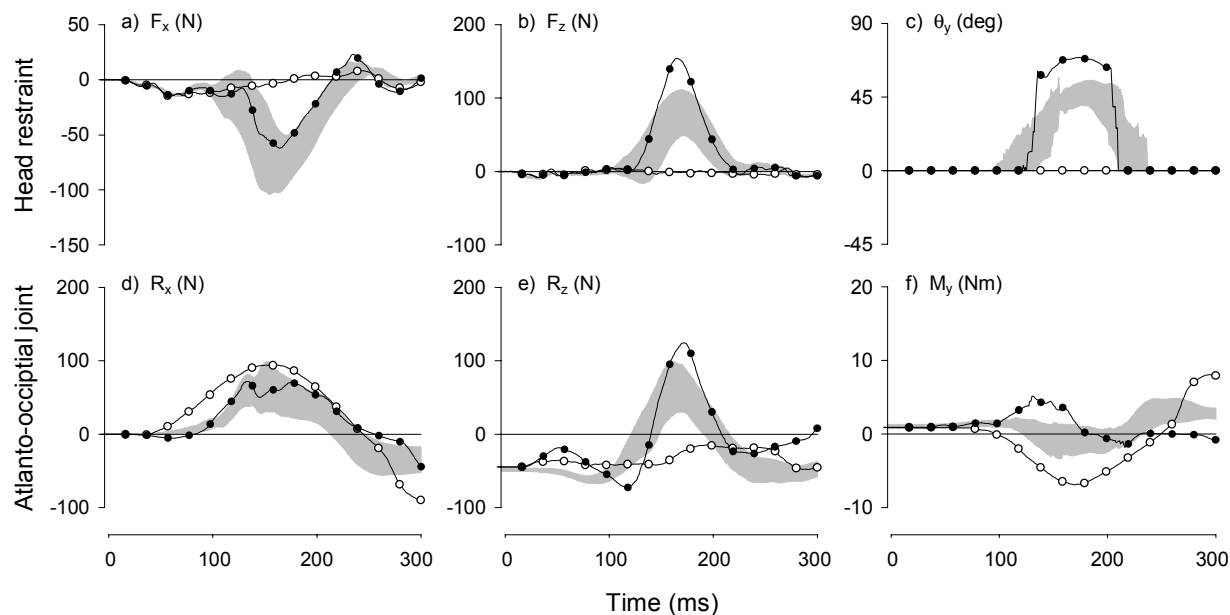 a) Fx (N)
b) Fz (N)
c) θy (deg)
50
0
-50
-100
-150
200
100
0
-100
90
45
0
-45
Head restraint
d) Rx (N)
e) Rz (N)
f) My (Nm)
200
100
0
-100
200
100
0
-100
20
10
0
-10
Atlanto-occiptial joint
0 100 200 300
0 100 200 300
0 100 200 300
Time (ms)